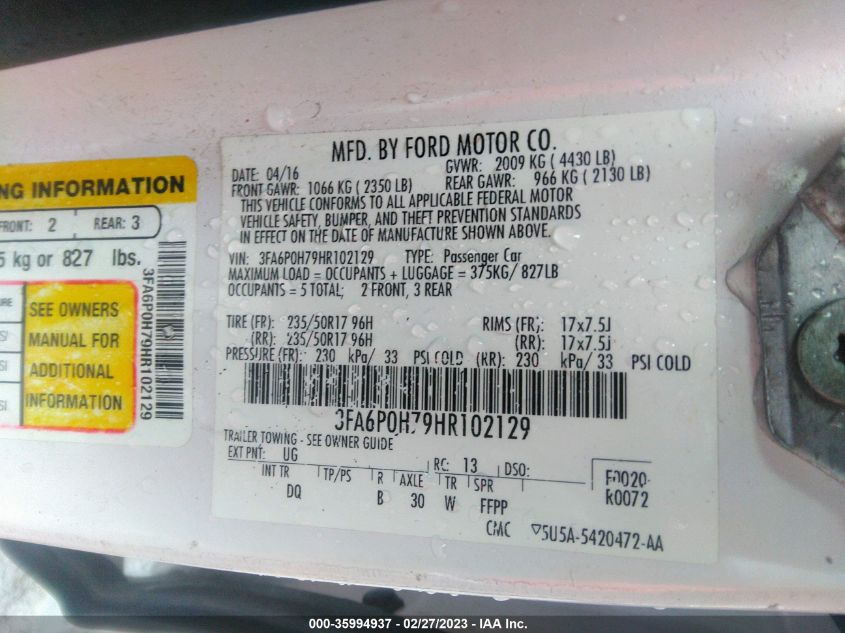 NG INFORMATION
FRONT: 2 REAR: 3
5 kg or 827 lbs.
SEE OWNERS
MANUAL FOR
ADDITIONAL
INFORMATION
3FA6P0H79HR102129
MFD. BY FORD MOTOR CO.
DATE: 04/16 GVWR: 2009 KG ( 4430 LB)
FRONT GAWR: 1066 KG ( 2350 LB) REAR GAWR: 966 KG ( 2130 LB)
THIS VEHICLE CONFORMS TO ALL APPLICABLE FEDERAL MOTOR
VEHICLE SAFETY, BUMPER, AND THEFT PREVENTION STANDARDS
IN EFFECT ON THE DATE OF MANUFACTURE SHOWN ABOVE.
VIN: 3FA6P0H79HR102129 TYPE: Passenger Car
MAXIMUM LOAD = OCCUPANTS + LUGGAGE = 375KG/ 827LB
OCCUPANTS = 5 TOTAL; 2 FRONT, 3 REAR
TIRE (FR): 235/50R17 96H RIMS (FR): 17x7.5J
(RR): 235/50R17 96H (RR): 17x7.5J
PRESSURE (FR): 230 kPa/ 33 PSI COLD (RR): 230 kPa/ 33 PSI COLD
3FA6P0H79HR102129
TRAILER TOWING - SEE OWNER GUIDE
EXT PNT: UG RC: 13 DSO:
INT TR TP/PS R AXLE TR SPR
DQ B 30 W FFPP
F0020-
R0072
CMC ▽5U5A-5420472-AA
000-35994937 - 02/27/2023 - IAA Inc.